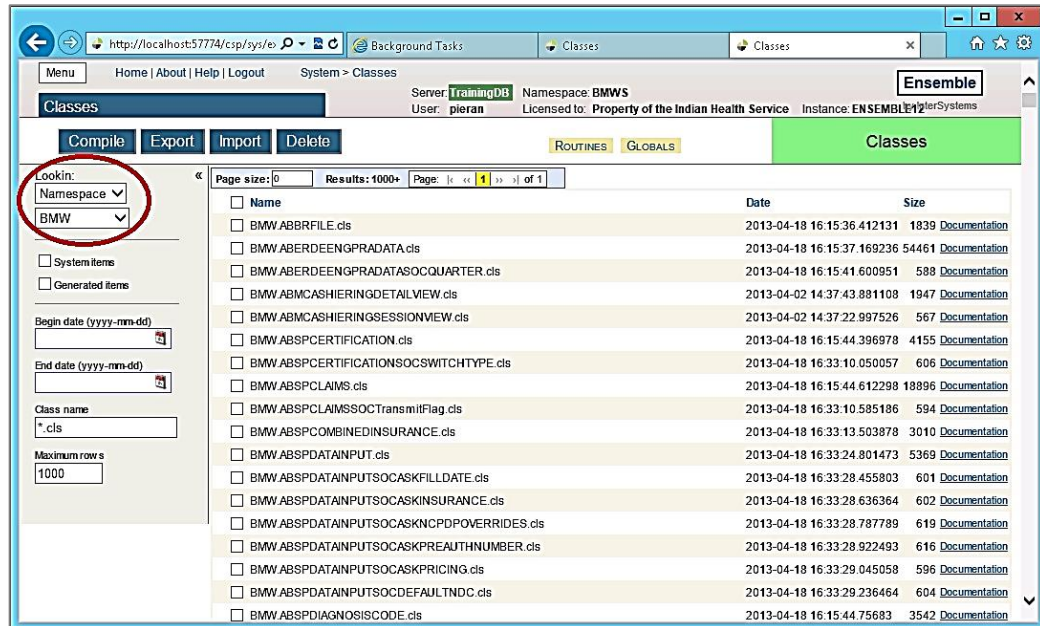 http://localhost:57774/csp/sys/e
Background Tasks
Classes
Classes
Menu
Home | About | Help | Logout
System > Classes
Server: TrainingDB
Namespace: BMWS
User: pieran
Licensed to: Property of the Indian Health Service
Instance: ENSEMBLE12
Ensemble
by InterSystems
Classes
Compile
Export
Import
Delete
ROUTINES
GLOBALS
Classes
Lookin:
Namespace
BMW
System items
Generated items
Begin date (yyyy-mm-dd)
End date (yyyy-mm-dd)
Class name
*.cls
Maximum rows
1000
«
Page size: 0
Results: 1000+
Page: |‹ ‹‹ 1 ›› ›| of 1
Name Date Size
BMW.ABBRFILE.cls 2013-04-18 16:15:36.412131 1839 Documentation
BMW.ABERDEENGPRADATA.cls 2013-04-18 16:15:37.169236 54461 Documentation
BMW.ABERDEENGPRADATASOCQUARTER.cls 2013-04-18 16:15:41.600951 588 Documentation
BMW.ABMCASHIERINGDETAILVIEW.cls 2013-04-02 14:37:43.881108 1947 Documentation
BMW.ABMCASHIERINGSESSIONVIEW.cls 2013-04-02 14:37:22.997526 567 Documentation
BMW.ABSPCERTIFICATION.cls 2013-04-18 16:15:44.396978 4155 Documentation
BMW.ABSPCERTIFICATIONSOCSWITCHTYPE.cls 2013-04-18 16:33:10.050057 606 Documentation
BMW.ABSPCLAIMS.cls 2013-04-18 16:15:44.612298 18896 Documentation
BMW.ABSPCLAIMSSOCTransmitFlag.cls 2013-04-18 16:33:10.585186 594 Documentation
BMW.ABSPCOMBINEDINSURANCE.cls 2013-04-18 16:33:13.503878 3010 Documentation
BMW.ABSPDATAINPUT.cls 2013-04-18 16:33:24.801473 5369 Documentation
BMW.ABSPDATAINPUTSOCASKFILLDATE.cls 2013-04-18 16:33:28.455803 601 Documentation
BMW.ABSPDATAINPUTSOCASKINSURANCE.cls 2013-04-18 16:33:28.636364 602 Documentation
BMW.ABSPDATAINPUTSOCASKNCPDPOVERRIDES.cls 2013-04-18 16:33:28.787789 619 Documentation
BMW.ABSPDATAINPUTSOCASKPREAUTHNUMBER.cls 2013-04-18 16:33:28.922493 616 Documentation
BMW.ABSPDATAINPUTSOCASKPRICING.cls 2013-04-18 16:33:29.045058 596 Documentation
BMW.ABSPDATAINPUTSOCDEFAULTNDC.cls 2013-04-18 16:33:29.236464 604 Documentation
BMW.ABSPDIAGNOSISCODE.cls 2013-04-18 16:15:44.75683 3542 Documentation